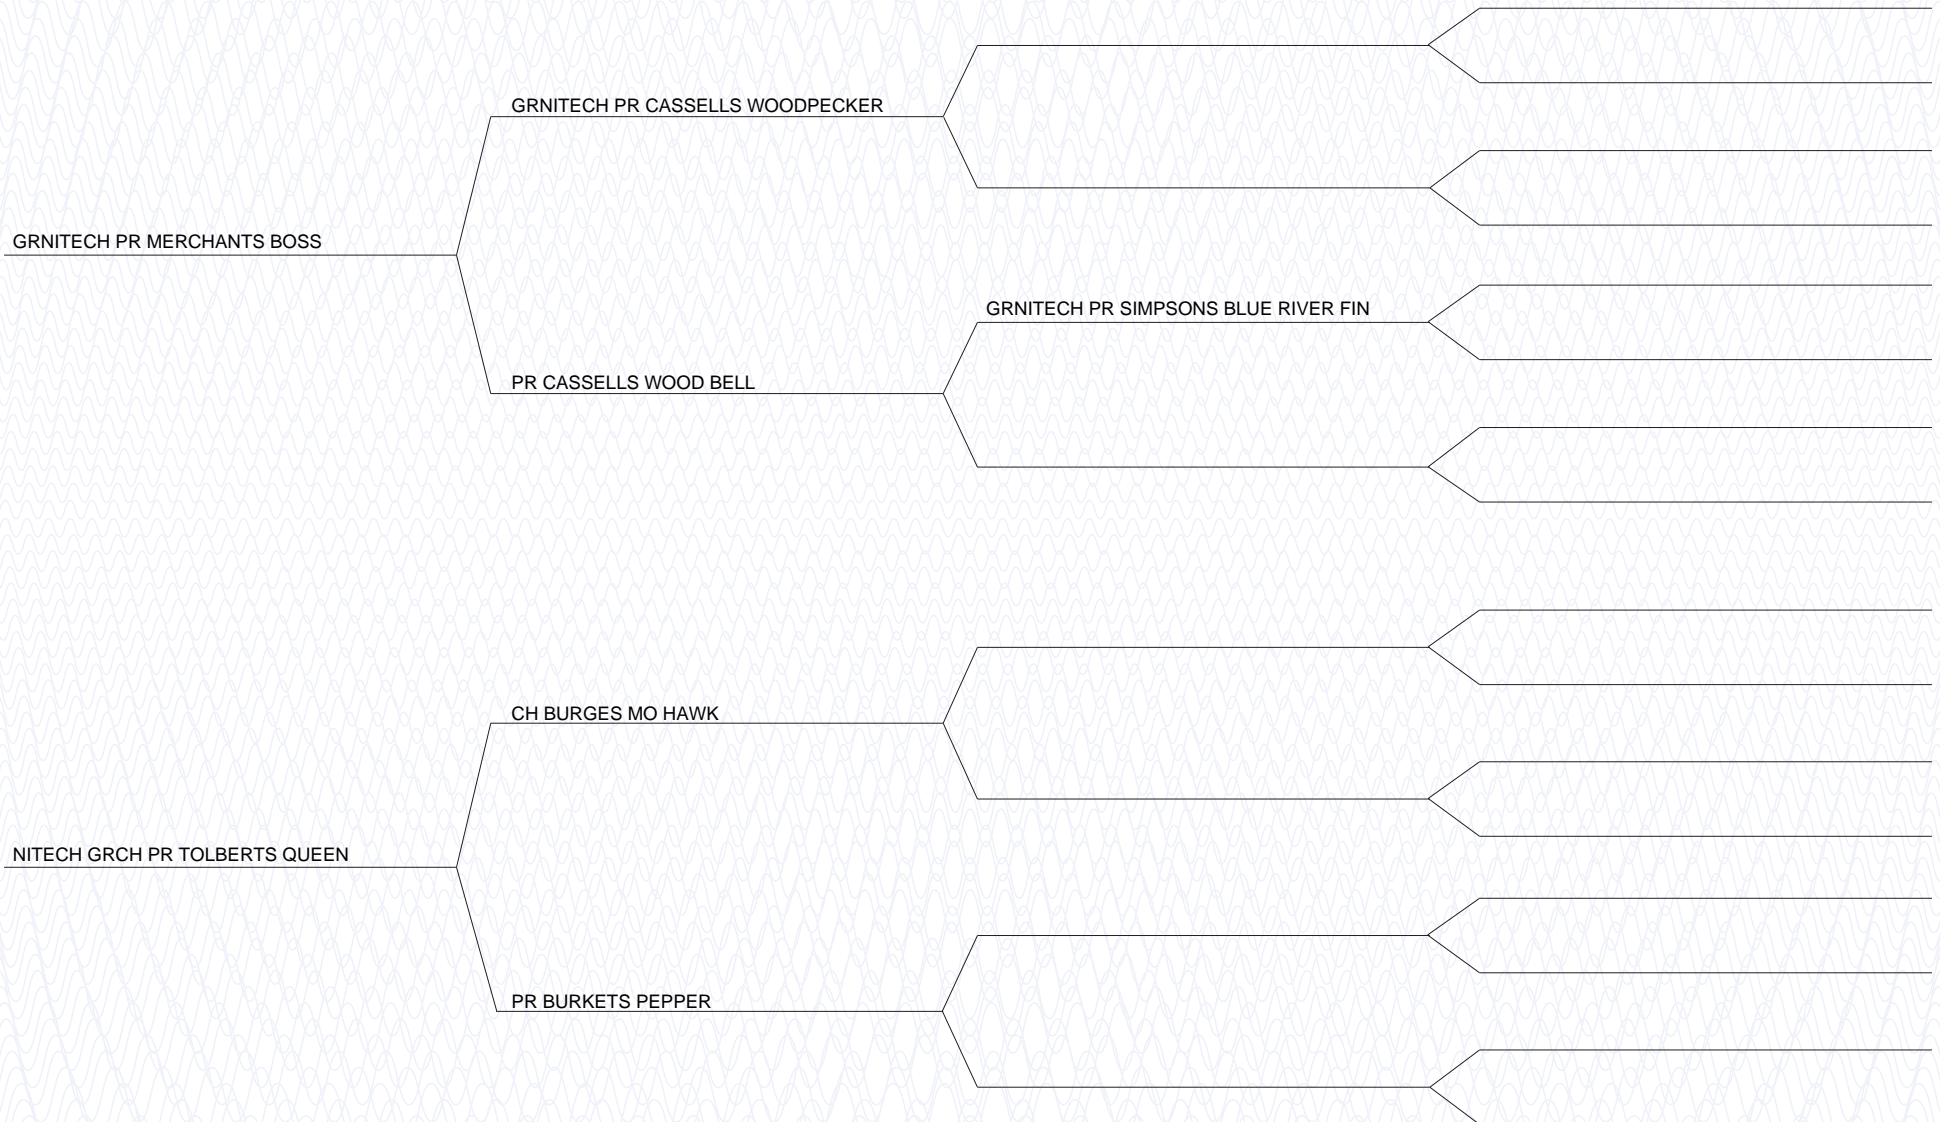 GRNITECH PR CASSELLS WOODPECKER
GRNITECH PR MERCHANTS BOSS
GRNITECH PR SIMPSONS BLUE RIVER FIN
PR CASSELLS WOOD BELL
CH BURGES MO HAWK
NITECH GRCH PR TOLBERTS QUEEN
PR BURKETS PEPPER